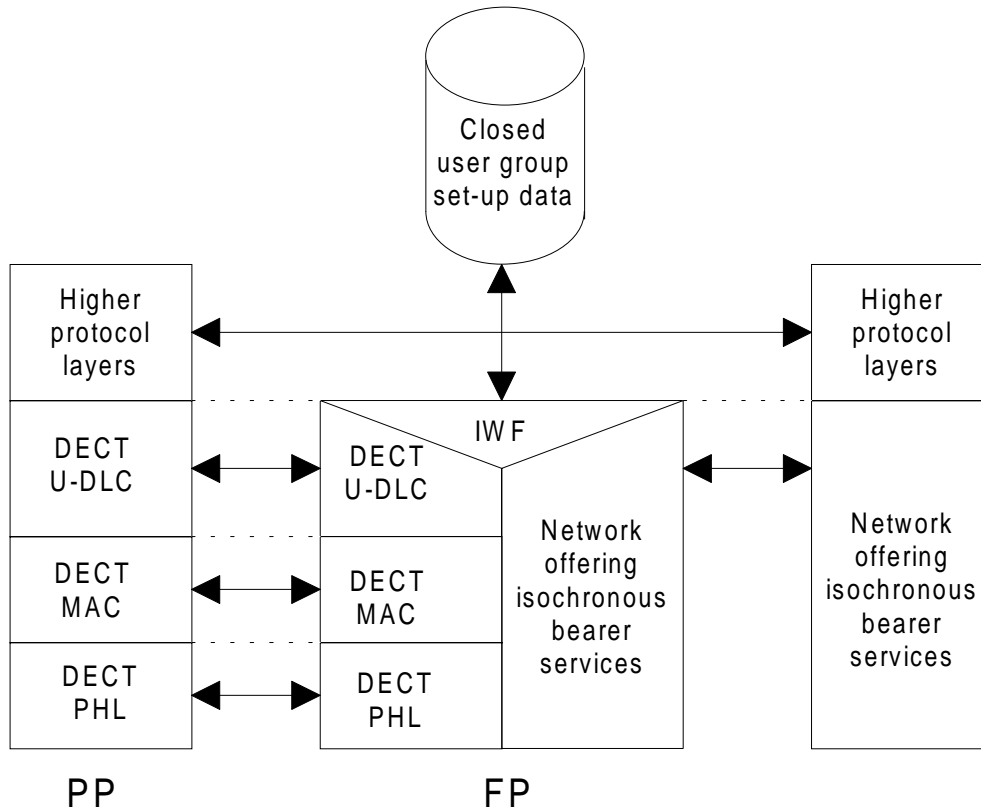 Closed
user group
set-up data
Higher
protocol
layers
Higher
protocol
layers
IWF
DECT
U-DLC
DECT
U-DLC
Network
offering
isochronous
bearer
services
Network
offering
isochronous
bearer
services
DECT
MAC
DECT
MAC
DECT
PHL
DECT
PHL
PP
FP